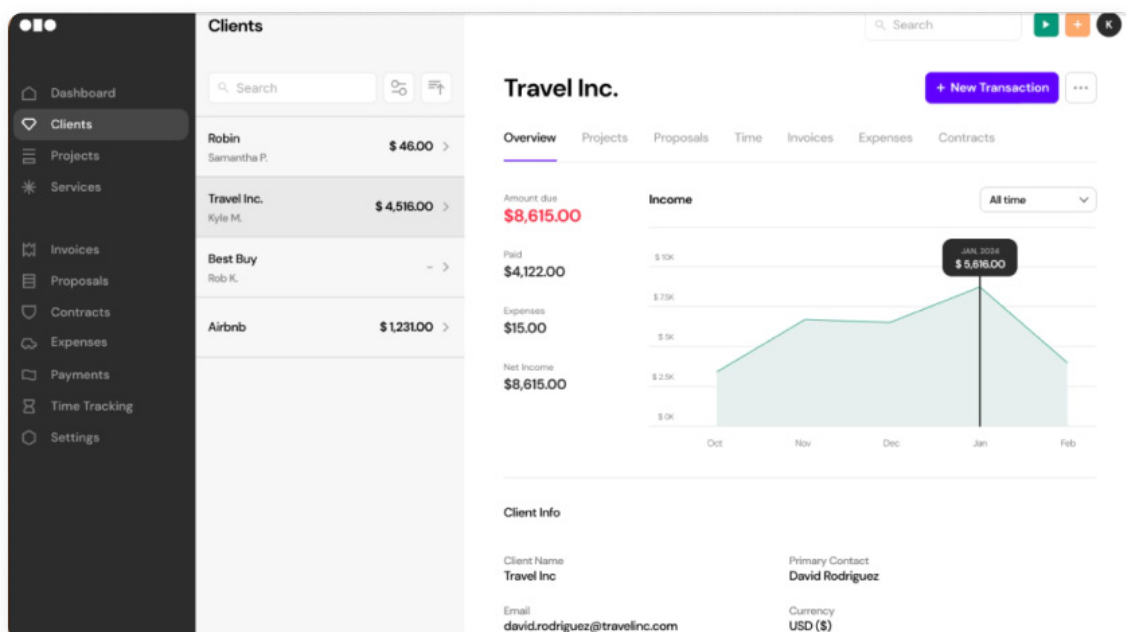 Clients
Search
K
Dashboard
Clients
Projects
Services
Invoices
Proposals
Contracts
Expenses
Payments
Time Tracking
Settings
Search
Robin
Samantha P.
$ 46.00
Travel Inc.
Kyle M.
$ 4,516.00
Best Buy
Rob K.
–
Airbnb
$ 1,231.00
Travel Inc.
+ New Transaction
Overview Projects Proposals Time Invoices Expenses Contracts
Amount due
$8,615.00
Paid
$4,122.00
Expenses
$15.00
Net Income
$8,615.00
Income
All time
JAN, 2024
$ 5,616.00
$ 10K
$ 7.5K
$ 5K
$ 2.5K
$ 0K
Oct Nov Dec Jan Feb
Client Info
Client Name
Travel Inc
Primary Contact
David Rodriguez
Email
david.rodriguez@travelinc.com
Currency
USD ($)